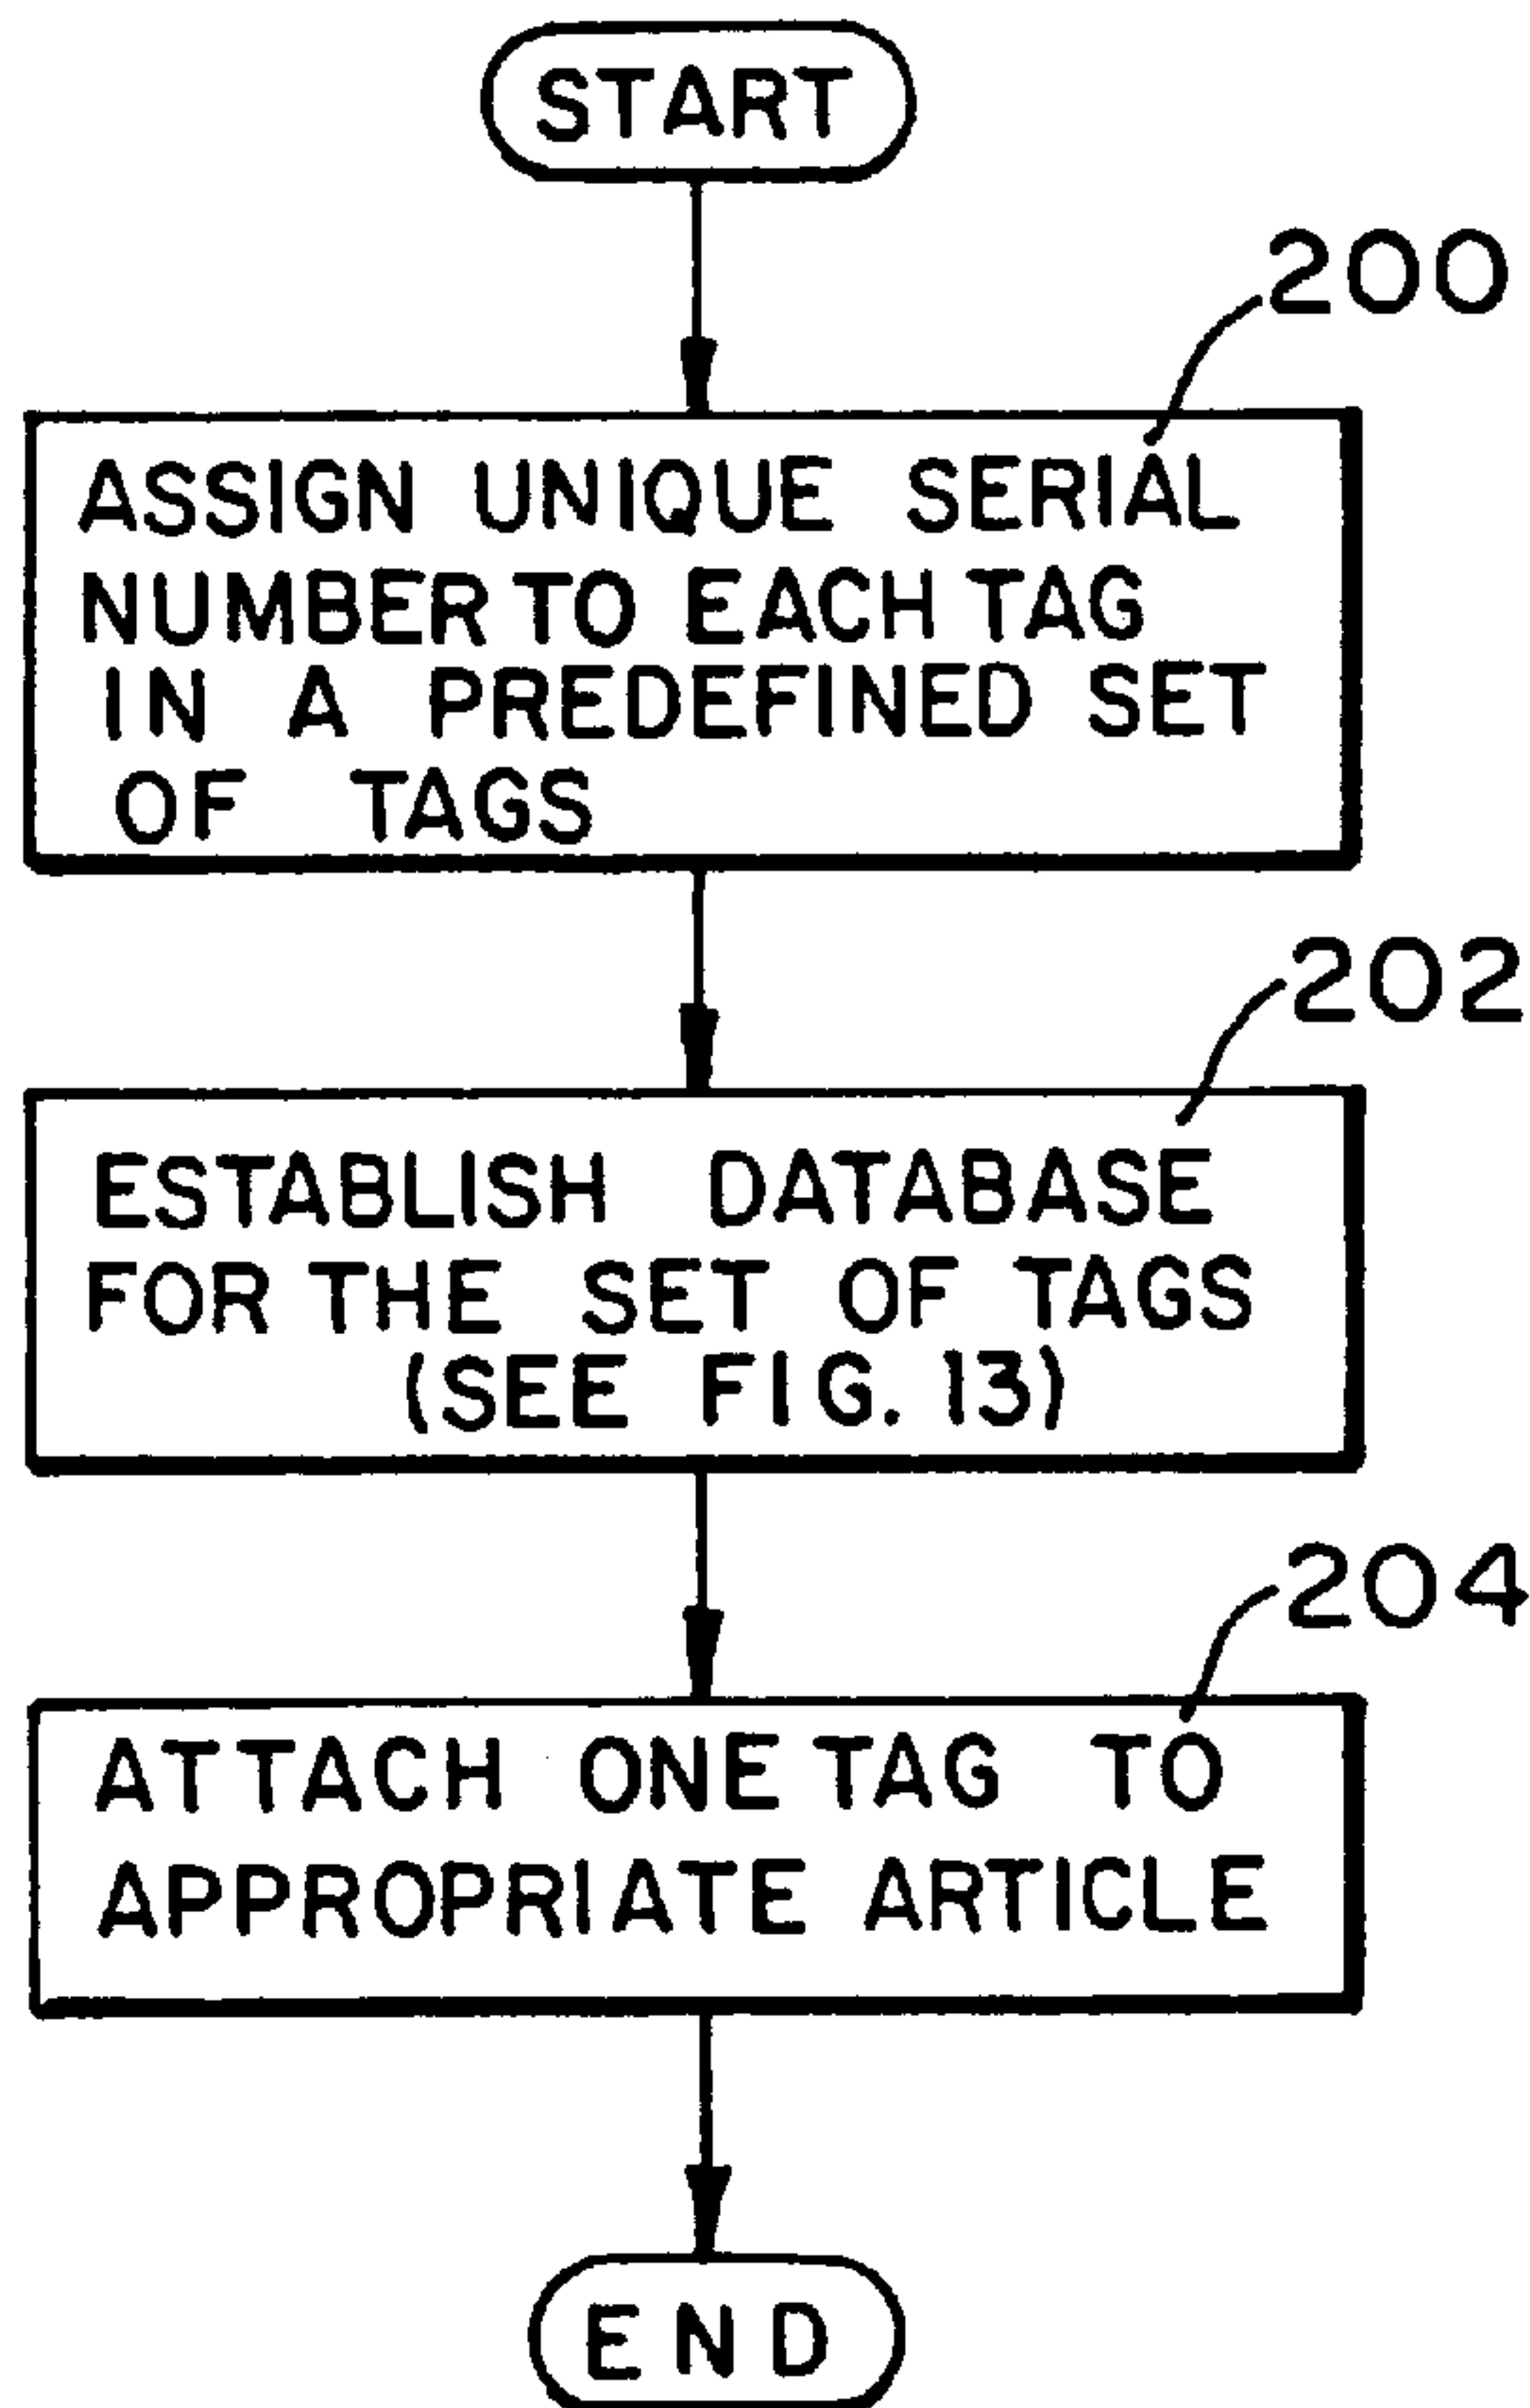 START
200
ASSIGN UNIQUE SERIAL
NUMBER TO EACH TAG
IN A PREDEFINED SET
OF TAGS
202
ESTABLISH DATABASE
FOR THE SET OF TAGS
(SEE FIG. 13)
204
ATTACH ONE TAG TO
APPROPRIATE ARTICLE
END